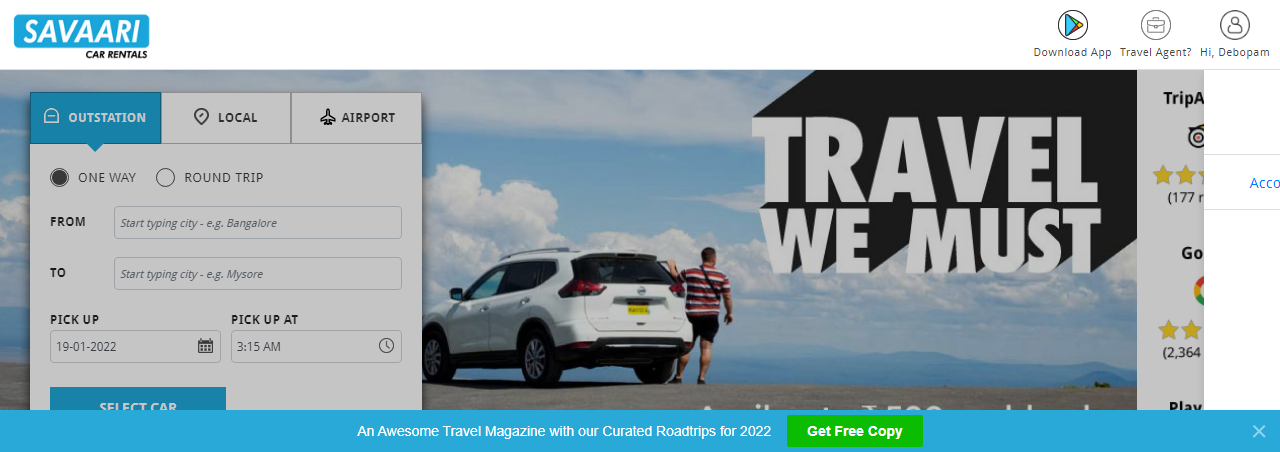 SAVAARI
CAR RENTALS
Download App
Travel Agent?
Hi, Debopam
OUTSTATION
LOCAL
AIRPORT
ONE WAY
ROUND TRIP
FROM
Start typing city - e.g. Bangalore
TO
Start typing city - e.g. Mysore
PICK UP
PICK UP AT
19-01-2022
3:15 AM
SELECT CAR
TRAVEL
WE MUST
TripA
(177 r
Go
(2,364
Play
Acco
An Awesome Travel Magazine with our Curated Roadtrips for 2022
Get Free Copy